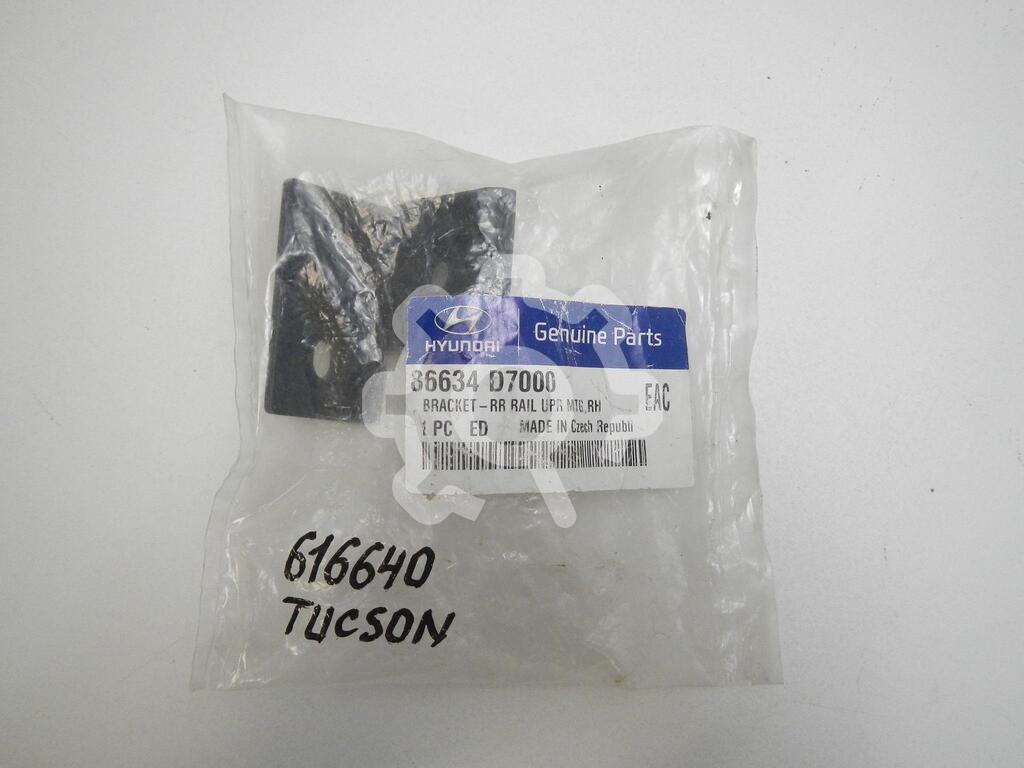 HYUNDAI
Genuine Parts
86634 D7000
BRACKET-RR RAIL UPR MTG,RH
EAC
1 PC ED MADE IN Czech Republi
616640
TUCSON